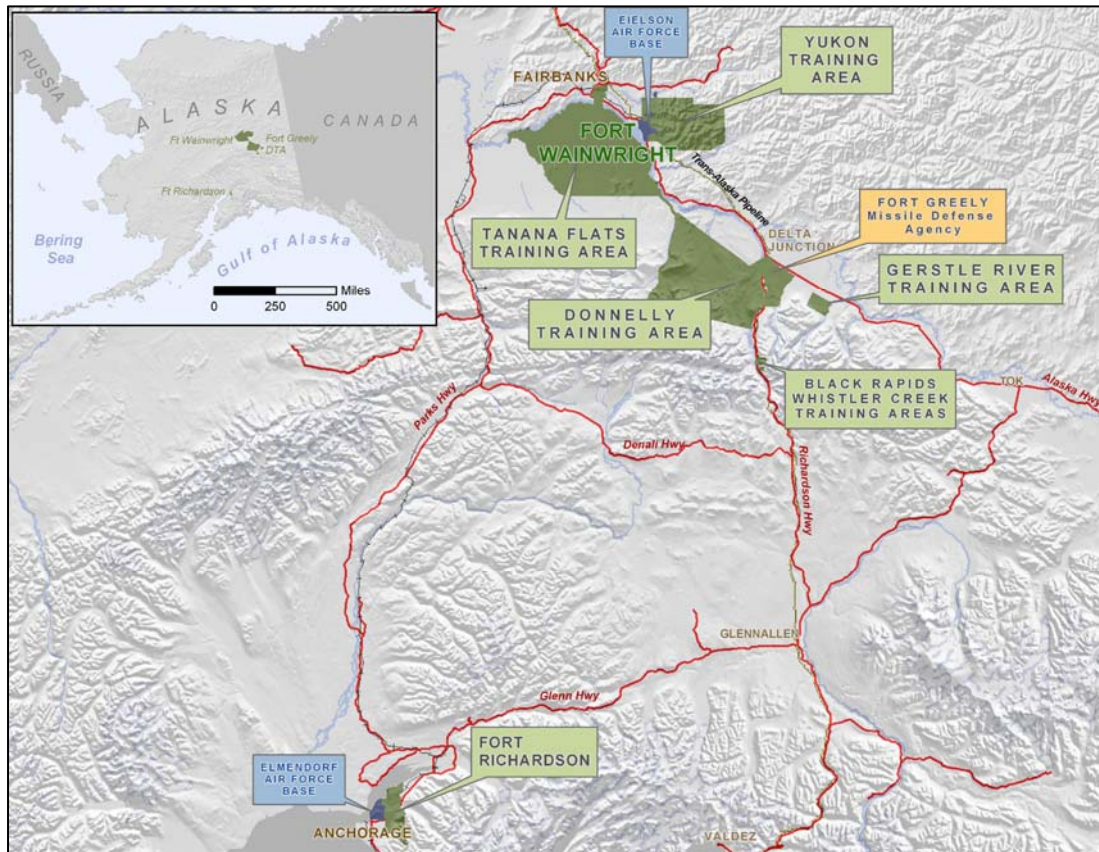 RUSSIA
ALASKA
CANADA
Ft Wainwright
Fort Greely
DTA
Ft Richardson
Bering
Sea
Gulf of Alaska
Miles
0 250 500
EIELSON
AIR FORCE
BASE
YUKON
TRAINING
AREA
FAIRBANKS
FORT
WAINWRIGHT
Trans-Alaska Pipeline
TANANA FLATS
TRAINING AREA
FORT GREELY
Missile Defense
Agency
DELTA
JUNCTION
GERSTLE RIVER
TRAINING AREA
DONNELLY
TRAINING AREA
BLACK RAPIDS
WHISTLER CREEK
TRAINING AREAS
TOK
Alaska Hwy
Parks Hwy
Denali Hwy
Richardson Hwy
GLENNALLEN
Glenn Hwy
FORT
RICHARDSON
ELMENDORF
AIR FORCE
BASE
ANCHORAGE
VALDEZ